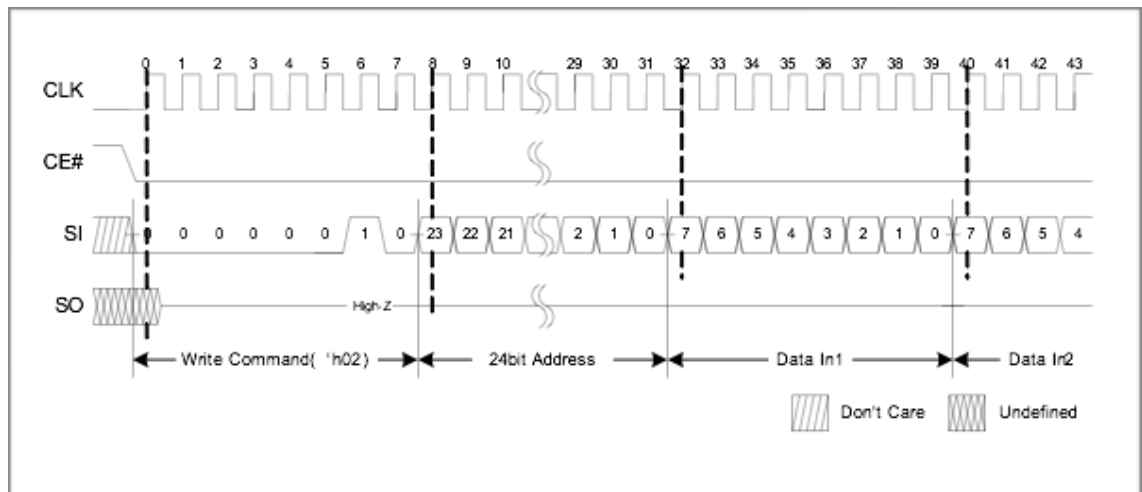 0 1 2 3 4 5 6 7 8 9 10 29 30 31 32 33 34 35 36 37 38 39 40 41 42 43
CLK
CE#
SI 0 0 0 0 0 0 1 0 23 22 21 2 1 0 7 6 5 4 3 2 1 0 7 6 5 4
SO High-Z
Write Command( 'h02) 24bit Address Data In1 Data In2
Don't Care Undefined